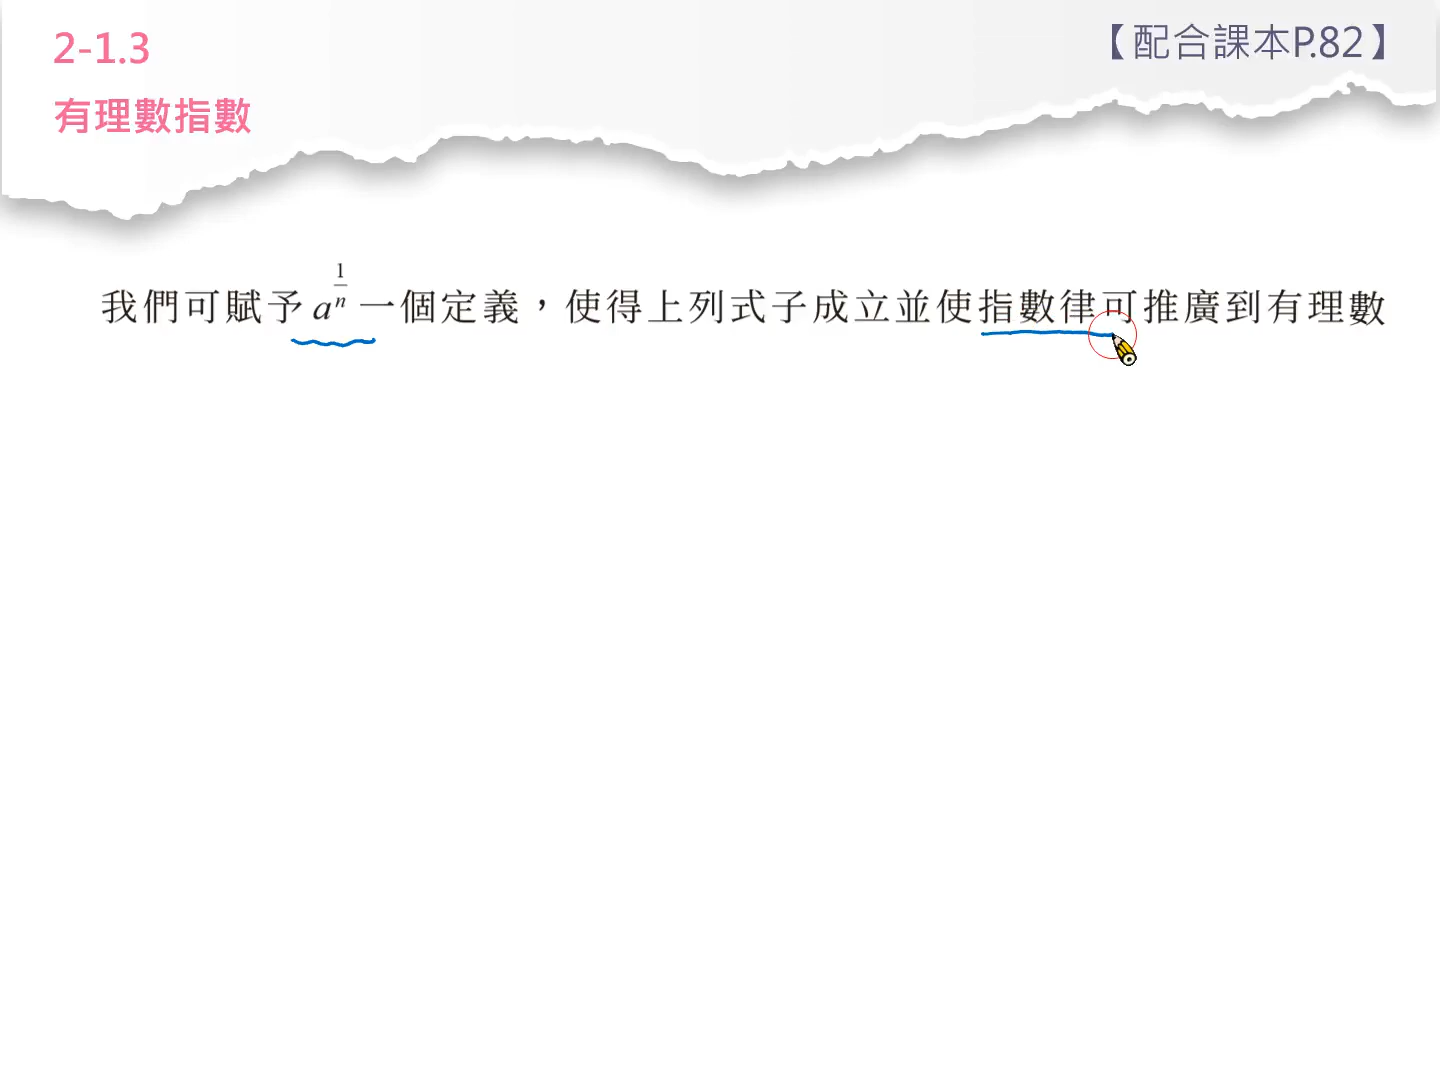 2-1.3
【配合課本P.82】
有理數指數
我們可賦予 a^{\frac{1}{n}} 一個定義，使得上列式子成立並使指數律可推廣到有理數